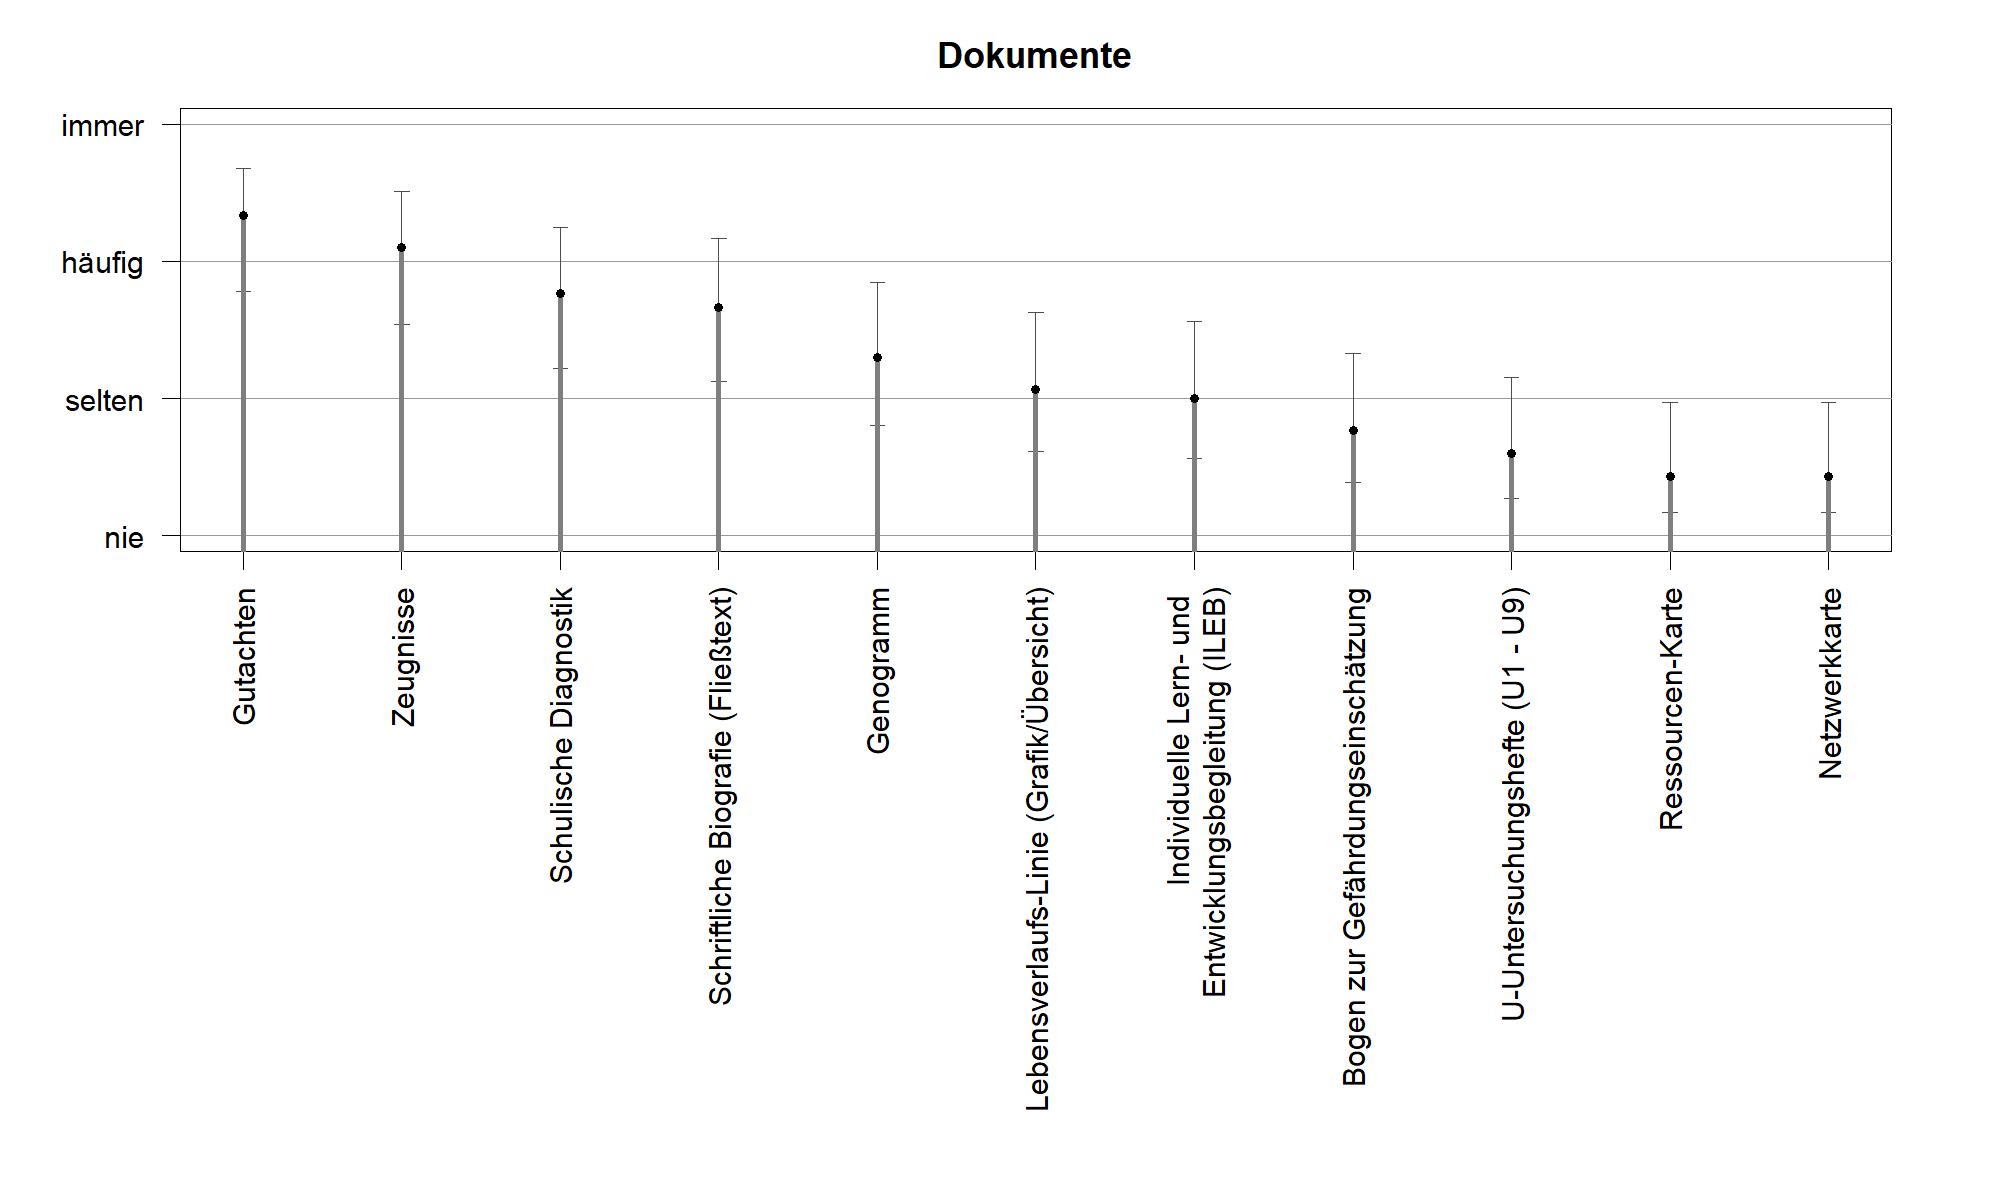 Dokumente
immer
häufig
selten
nie
Gutachten
Zeugnisse
Schulische Diagnostik
Schriftliche Biografie (Fließtext)
Genogramm
Lebensverlaufs-Linie (Grafik/Übersicht)
Individuelle Lern- und
Entwicklungsbegleitung (ILEB)
Bogen zur Gefährdungseinschätzung
U-Untersuchungshefte (U1 - U9)
Ressourcen-Karte
Netzwerkkarte